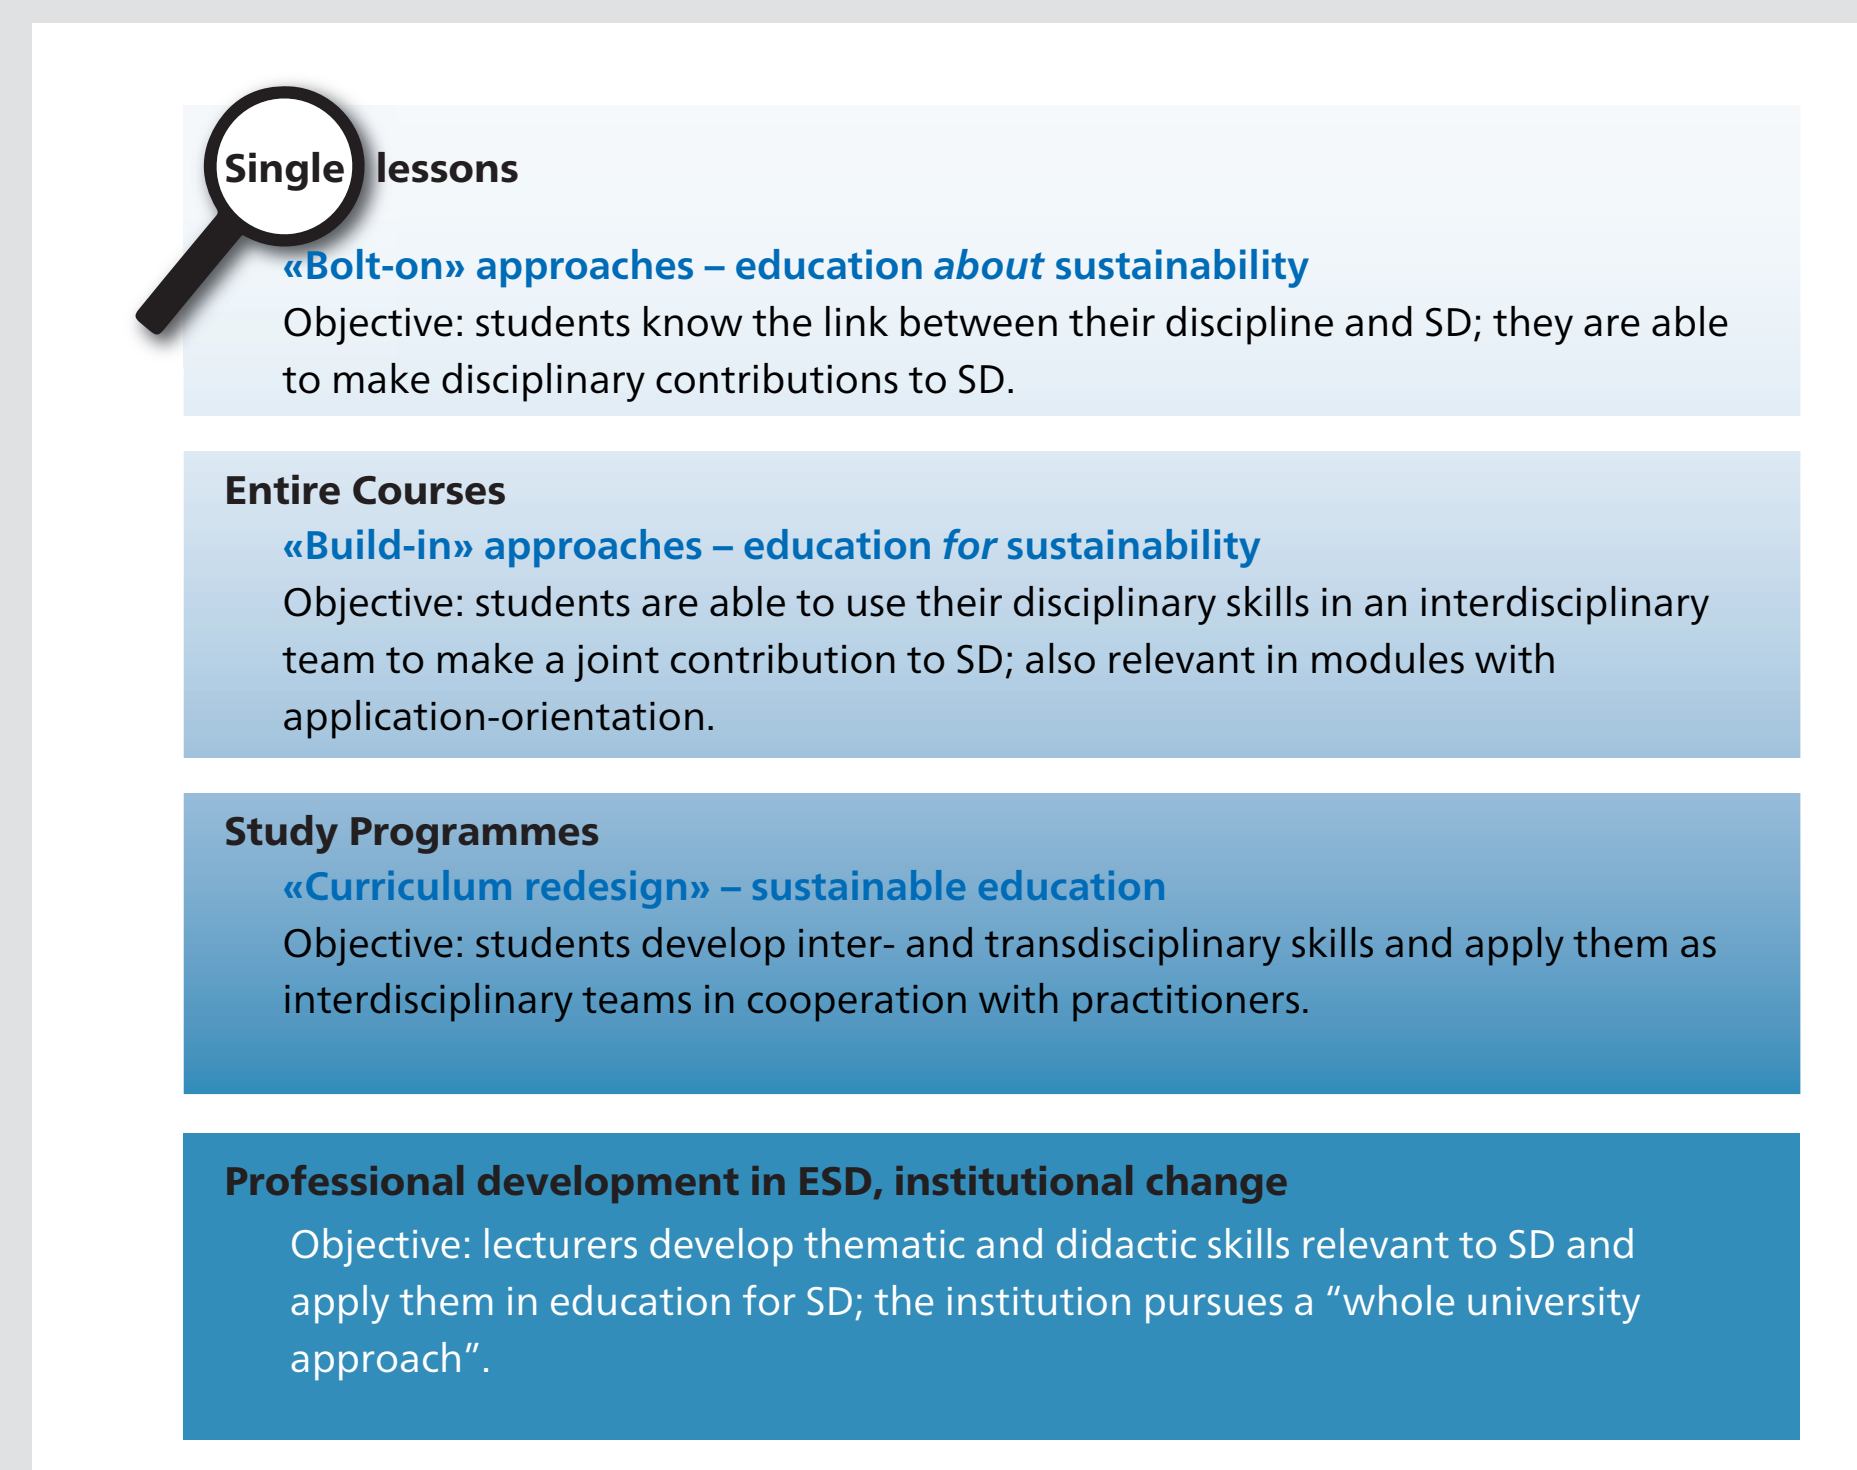 Single lessons
«Bolt-on» approaches – education about sustainability
Objective: students know the link between their discipline and SD; they are able
to make disciplinary contributions to SD.
Entire Courses
«Build-in» approaches – education for sustainability
Objective: students are able to use their disciplinary skills in an interdisciplinary
team to make a joint contribution to SD; also relevant in modules with
application-orientation.
Study Programmes
«Curriculum redesign» – sustainable education
Objective: students develop inter- and transdisciplinary skills and apply them as
interdisciplinary teams in cooperation with practitioners.
Professional development in ESD, institutional change
Objective: lecturers develop thematic and didactic skills relevant to SD and
apply them in education for SD; the institution pursues a “whole university
approach”.